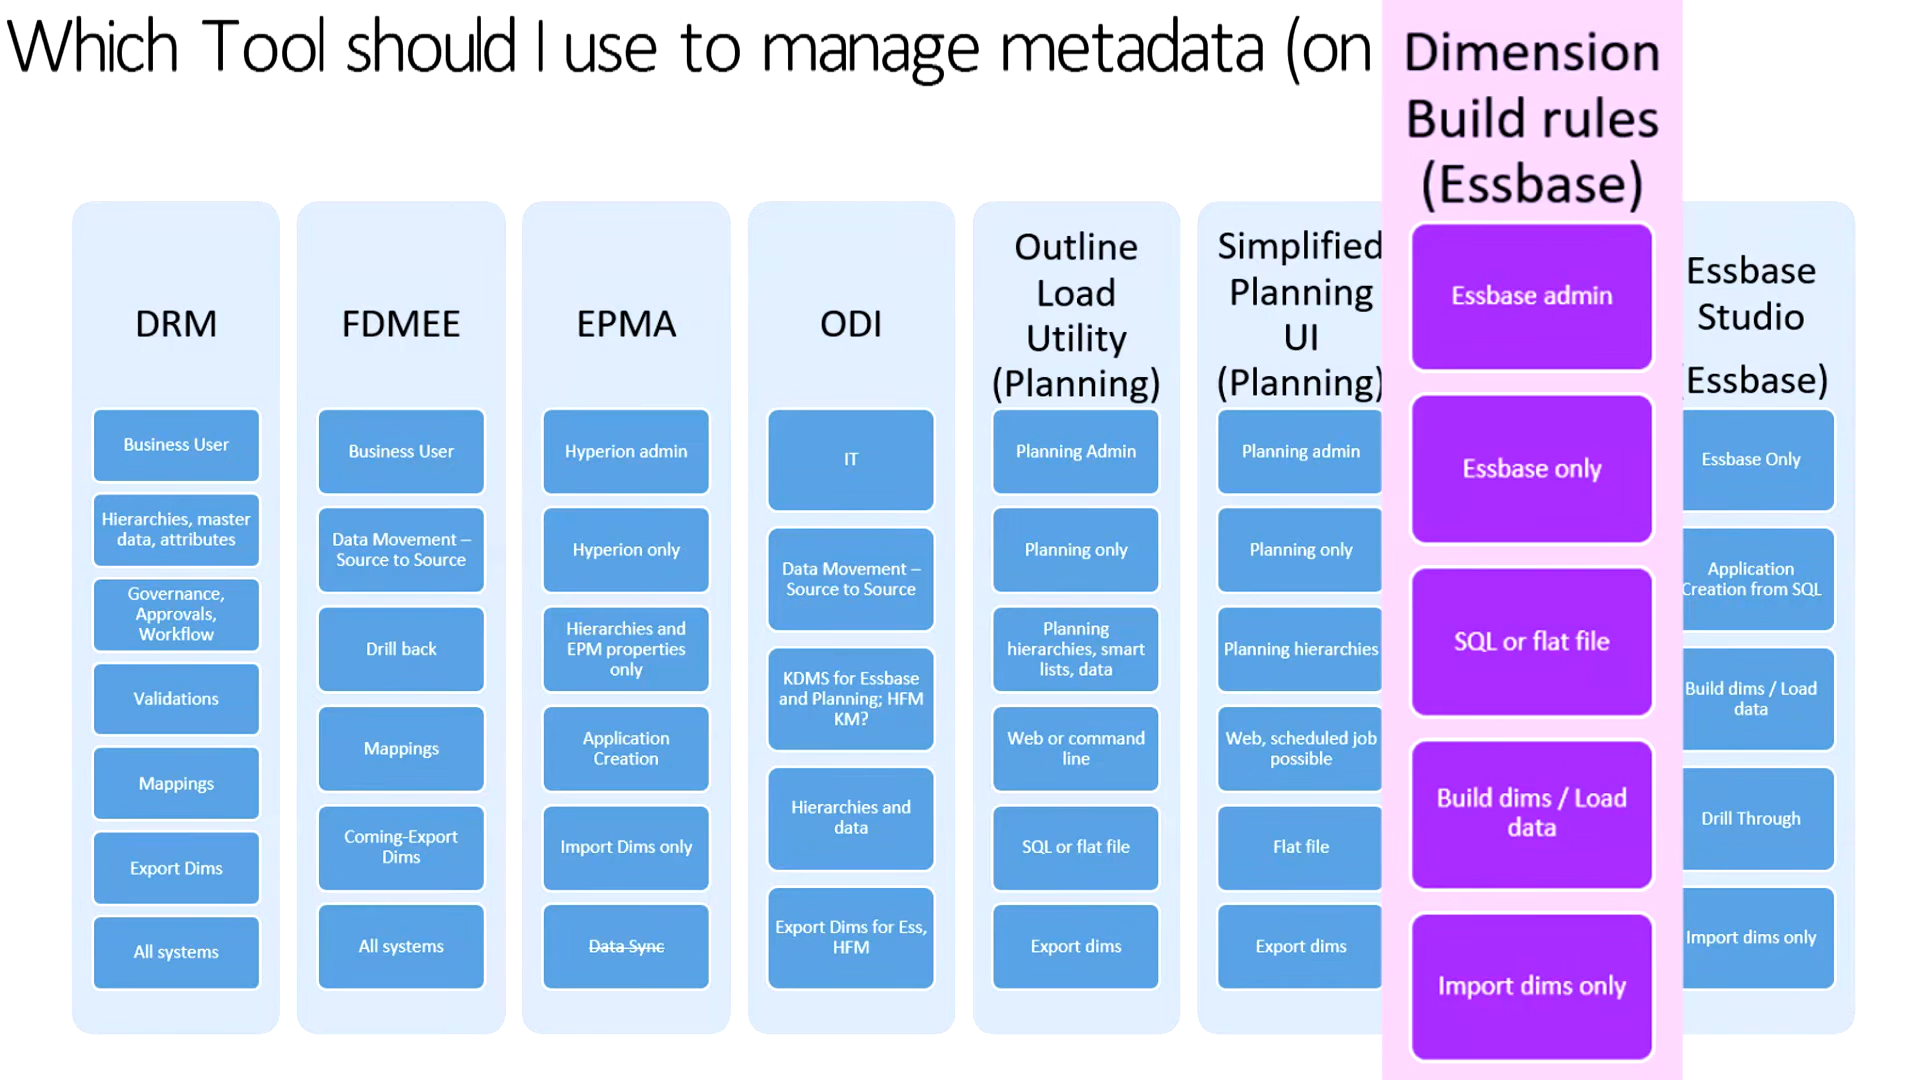 Which Tool should I use to manage metadata (on
DRM
Business User
Hierarchies, master
data, attributes
Governance,
Approvals,
Workflow
Validations
Mappings
Export Dims
All systems
FDMEE
Business User
Data Movement –
Source to Source
Drill back
Mappings
Coming-Export
Dims
All systems
EPMA
Hyperion admin
Hyperion only
Hierarchies and
EPM properties
only
Application
Creation
Import Dims only
Data Sync
ODI
IT
Data Movement –
Source to Source
KDMS for Essbase
and Planning; HFM
KM?
Hierarchies and
data
Export Dims for Ess,
HFM
Outline
Load
Utility
(Planning)
Planning Admin
Planning only
Planning
hierarchies, smart
lists, data
Web or command
line
SQL or flat file
Export dims
Simplified
Planning
UI
(Planning)
Planning admin
Planning only
Planning hierarchies
Web, scheduled job
possible
Flat file
Export dims
Dimension
Build rules
(Essbase)
Essbase admin
Essbase only
SQL or flat file
Build dims / Load
data
Import dims only
Essbase
Studio
(Essbase)
Essbase Only
Application
Creation from SQL
Build dims / Load
data
Drill Through
Import dims only